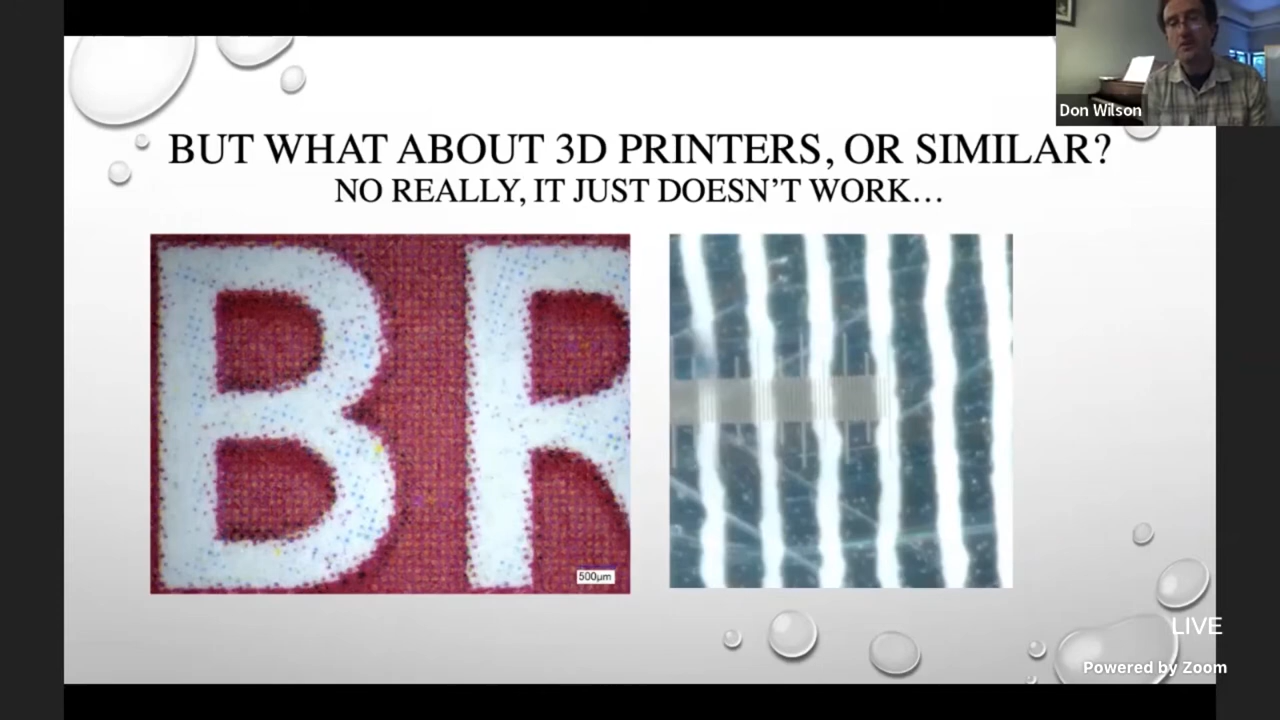 Don Wilson
BUT WHAT ABOUT 3D PRINTERS, OR SIMILAR?
NO REALLY, IT JUST DOESN'T WORK...
BR
500µm
LIVE
Powered by Zoom